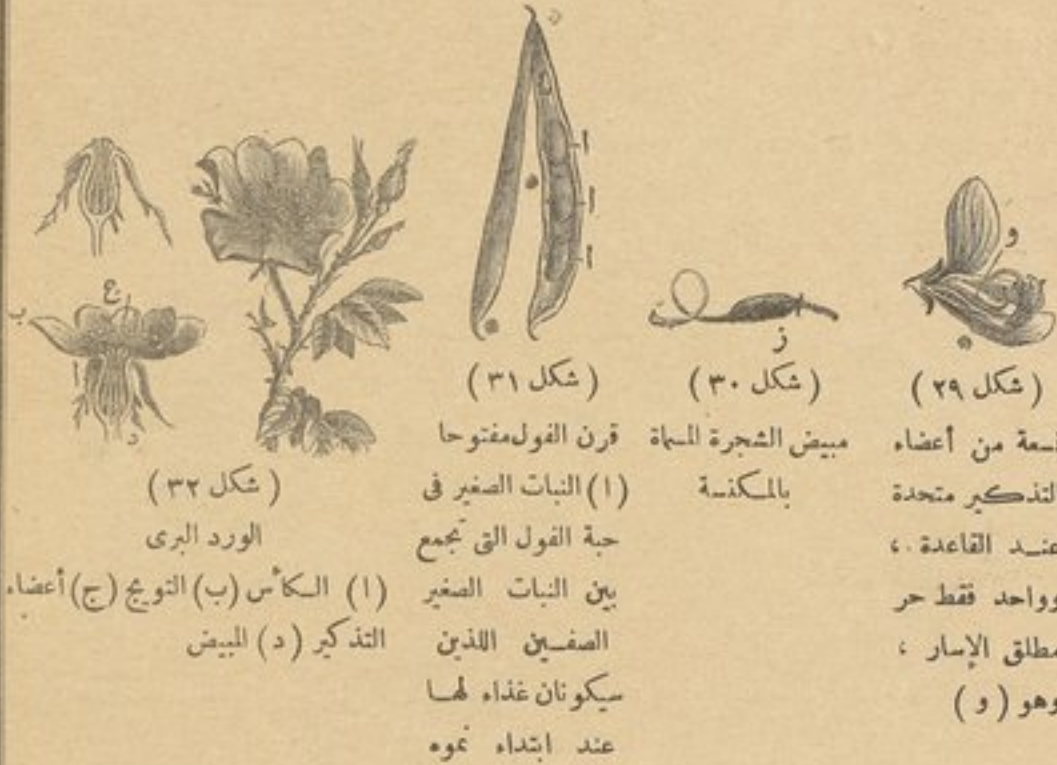 ( شكل ٢٩ )
تسعة من أعضاء
التذكير متحدة
عند القاعدة ،
وواحد فقط حر
مطلق الإسار ،
وهو ( و )
و
ه
( شكل ٣٠ )
مبيض الشجرة المسماة
بالمكنسة
ز
( شكل ٣١ )
قرن الفول مفتوحا
(ا) النبات الصغير فى
حبة الفول التى تجمع
بين النبات الصغير
الصفين اللذين
سيكونان غذاء لها
عند ابتداء نموه
ا
ا
ا
( شكل ٣٢ )
الورد البرى
(ا) الكأس (ب) التويج (ج) أعضاء
التذكير (د) المبيض
ج
ب
ا
د